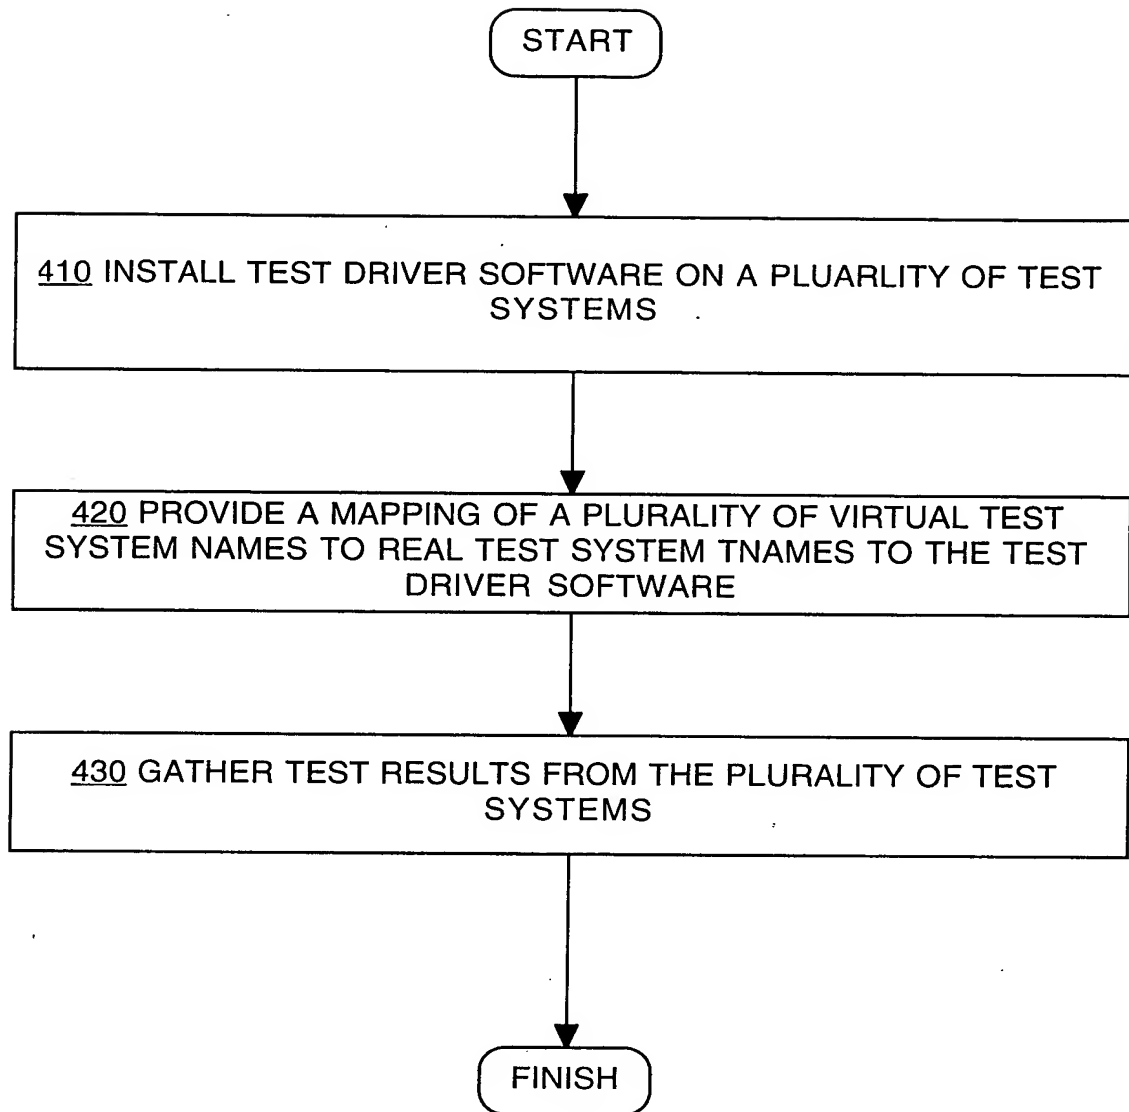 START
410 INSTALL TEST DRIVER SOFTWARE ON A PLUARLITY OF TEST
SYSTEMS
420 PROVIDE A MAPPING OF A PLURALITY OF VIRTUAL TEST
SYSTEM NAMES TO REAL TEST SYSTEM TNAMES TO THE TEST
DRIVER SOFTWARE
430 GATHER TEST RESULTS FROM THE PLURALITY OF TEST
SYSTEMS
FINISH